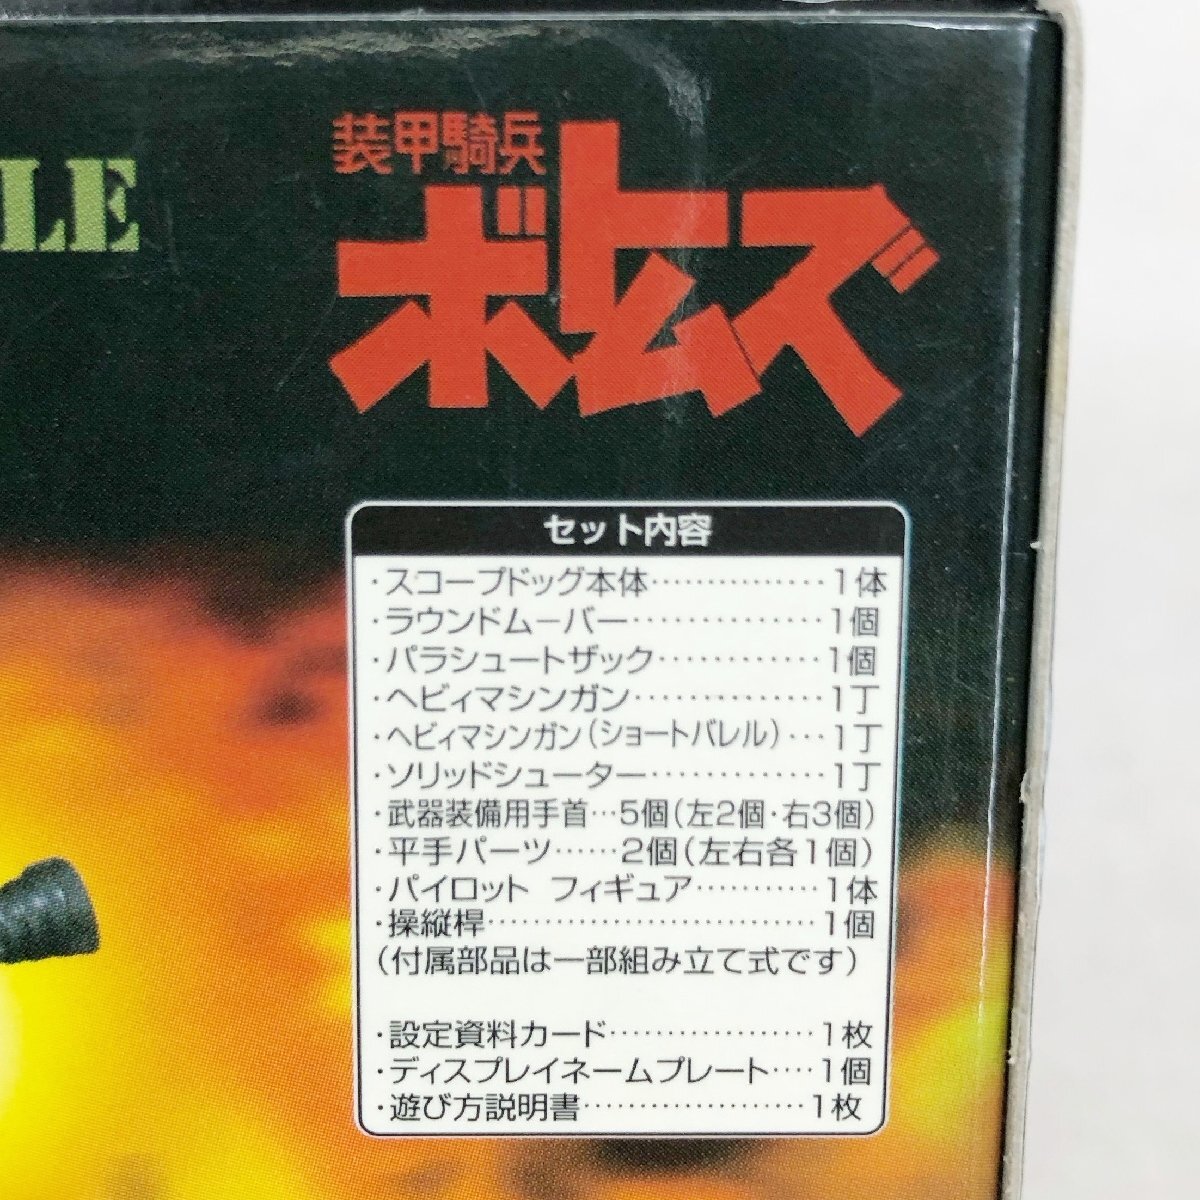 LE
装甲騎兵
ボトムズ
セット内容
・スコープドッグ本体……………1体
・ラウンドムーバー……………1個
・パラシュートザック…………1個
・ヘビィマシンガン……………1丁
・ヘビィマシンガン(ショートバレル)…1丁
・ソリッドシューター…………1丁
・武器装備用手首…5個(左2個・右3個)
・平手パーツ……2個(左右各1個)
・パイロット フィギュア…………1体
・操縦桿…………………………1個
(付属部品は一部組み立て式です)
・設定資料カード………………1枚
・ディスプレイネームプレート…1個
・遊び方説明書…………………1枚